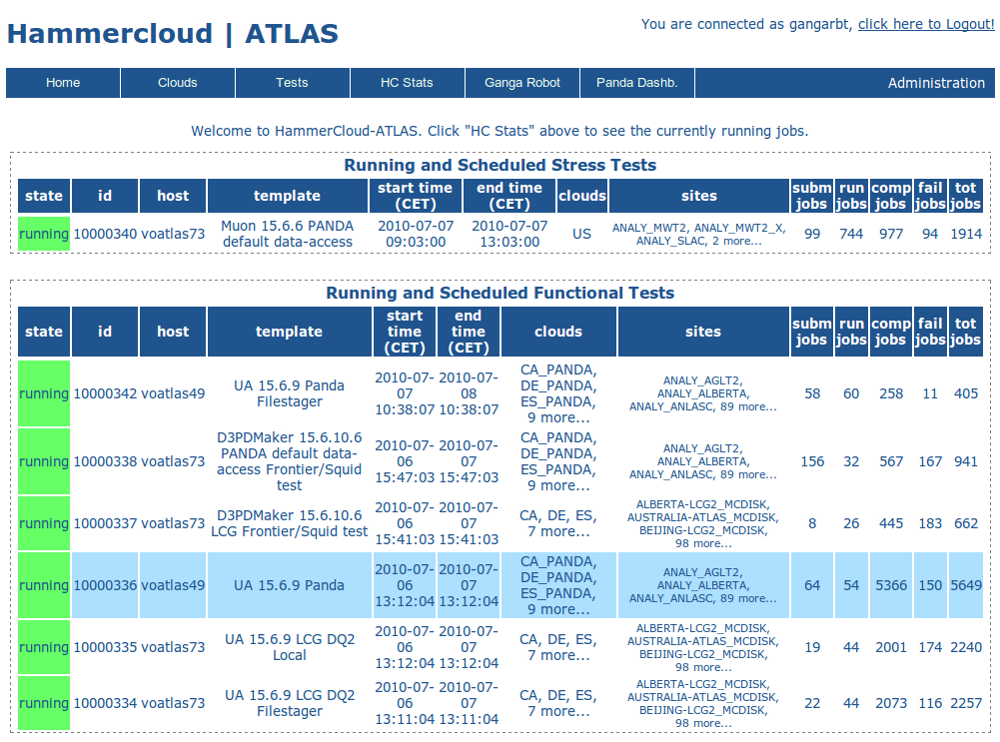 Hammercloud | ATLAS
You are connected as gangarbt, click here to Logout!
Home Clouds Tests HC Stats Ganga Robot Panda Dashb. Administration
Welcome to HammerCloud-ATLAS. Click "HC Stats" above to see the currently running jobs.
Running and Scheduled Stress Tests
state id host template start time (CET) end time (CET) clouds sites subm jobs run jobs comp jobs fail jobs tot jobs
running 10000340 voatlas73 Muon 15.6.6 PANDA default data-access 2010-07-07 09:03:00 2010-07-07 13:03:00 US ANALY_MWT2, ANALY_MWT2_X, ANALY_SLAC, 2 more... 99 744 977 94 1914
Running and Scheduled Functional Tests
state id host template start time (CET) end time (CET) clouds sites subm jobs run jobs comp jobs fail jobs tot jobs
running 10000342 voatlas49 UA 15.6.9 Panda Filestager 2010-07-07 10:38:07 2010-07-08 10:38:07 CA_PANDA, DE_PANDA, ES_PANDA, 9 more... ANALY_AGLT2, ANALY_ALBERTA, ANALY_ANLASC, 89 more... 58 60 258 11 405
running 10000338 voatlas73 D3PDMaker 15.6.10.6 PANDA default data-access Frontier/Squid test 2010-07-06 15:47:03 2010-07-07 15:47:03 CA_PANDA, DE_PANDA, ES_PANDA, 9 more... ANALY_AGLT2, ANALY_ALBERTA, ANALY_ANLASC, 89 more... 156 32 567 167 941
running 10000337 voatlas73 D3PDMaker 15.6.10.6 LCG Frontier/Squid test 2010-07-06 15:41:03 2010-07-07 15:41:03 CA, DE, ES, 7 more... ALBERTA-LCG2_MCDISK, AUSTRALIA-ATLAS_MCDISK, BEIJING-LCG2_MCDISK, 98 more... 8 26 445 183 662
running 10000336 voatlas49 UA 15.6.9 Panda 2010-07-06 13:12:04 2010-07-07 13:12:04 CA_PANDA, DE_PANDA, ES_PANDA, 9 more... ANALY_AGLT2, ANALY_ALBERTA, ANALY_ANLASC, 89 more... 64 54 5366 150 5649
running 10000335 voatlas73 UA 15.6.9 LCG DQ2 Local 2010-07-06 13:12:04 2010-07-07 13:12:04 CA, DE, ES, 7 more... ALBERTA-LCG2_MCDISK, AUSTRALIA-ATLAS_MCDISK, BEIJING-LCG2_MCDISK, 98 more... 19 44 2001 174 2240
running 10000334 voatlas73 UA 15.6.9 LCG DQ2 Filestager 2010-07-06 13:11:04 2010-07-07 13:11:04 CA, DE, ES, 7 more... ALBERTA-LCG2_MCDISK, AUSTRALIA-ATLAS_MCDISK, BEIJING-LCG2_MCDISK, 98 more... 22 44 2073 116 2257